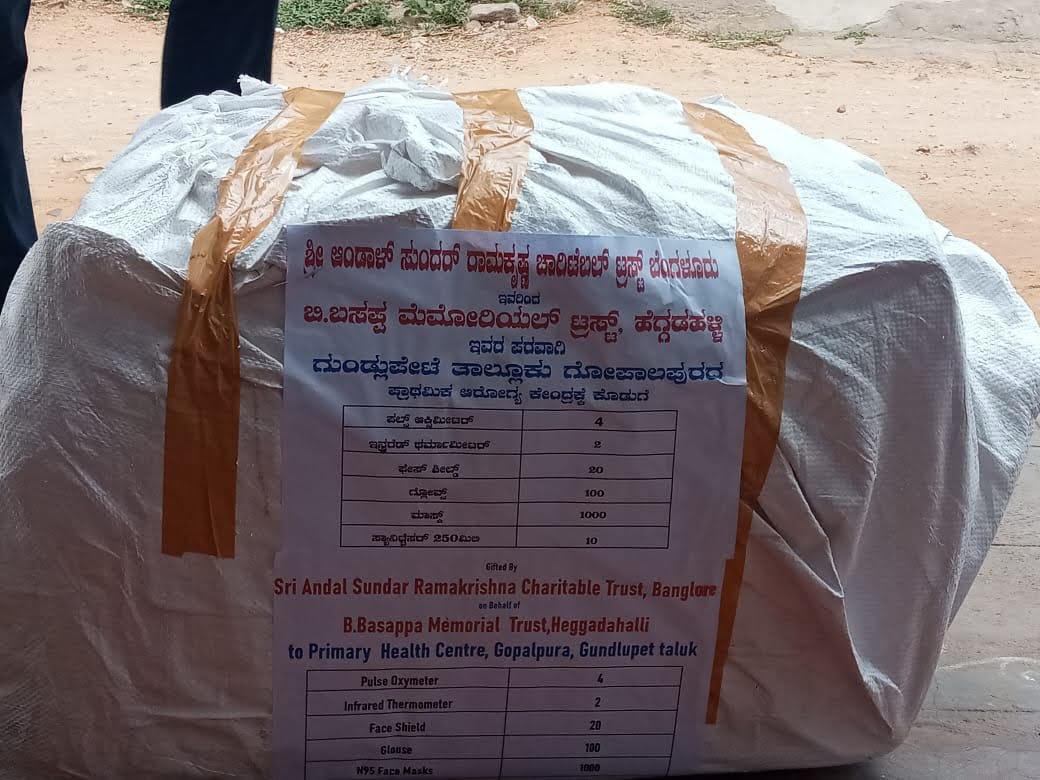 ಶ್ರೀ ಆಂಡಾಳ್ ಸುಂದರ್ ರಾಮಕೃಷ್ಣ ಚಾರಿಟೆಬಲ್ ಟ್ರಸ್ಟ್ ಬೆಂಗಳೂರು
ಇವರಿಂದ
ಬಿ.ಬಸಪ್ಪ ಮೆಮೋರಿಯಲ್ ಟ್ರಸ್ಟ್, ಹೆಗ್ಗಡಹಳ್ಳಿ
ಇವರ ಪರವಾಗಿ
ಗುಂಡ್ಲುಪೇಟೆ ತಾಲ್ಲೂಕು ಗೋಪಾಲಪುರದ
ಪ್ರಾಥಮಿಕ ಆರೋಗ್ಯ ಕೇಂದ್ರಕ್ಕೆ ಕೊಡುಗೆ
ಪಲ್ಸ್ ಆಕ್ಸಿಮೀಟರ್ 4
ಇನ್ಫ್ರರೆಡ್ ಥರ್ಮಾಮೀಟರ್ 2
ಫೇಸ್ ಶೀಲ್ಡ್ 20
ಗ್ಲೋವ್ಸ್ 100
ಮಾಸ್ಕ್ 1000
ಸ್ಯಾನಿಟೈಸರ್ 250ಮಿಲಿ 10
Gifted By
Sri Andal Sundar Ramakrishna Charitable Trust, Banglore
on Behalf of
B.Basappa Memorial Trust,Heggadahalli
to Primary Health Centre, Gopalpura, Gundlupet taluk
Pulse Oxymeter 4
Infrared Thermometer 2
Face Shield 20
Glouse 100
N95 Face Masks 1000